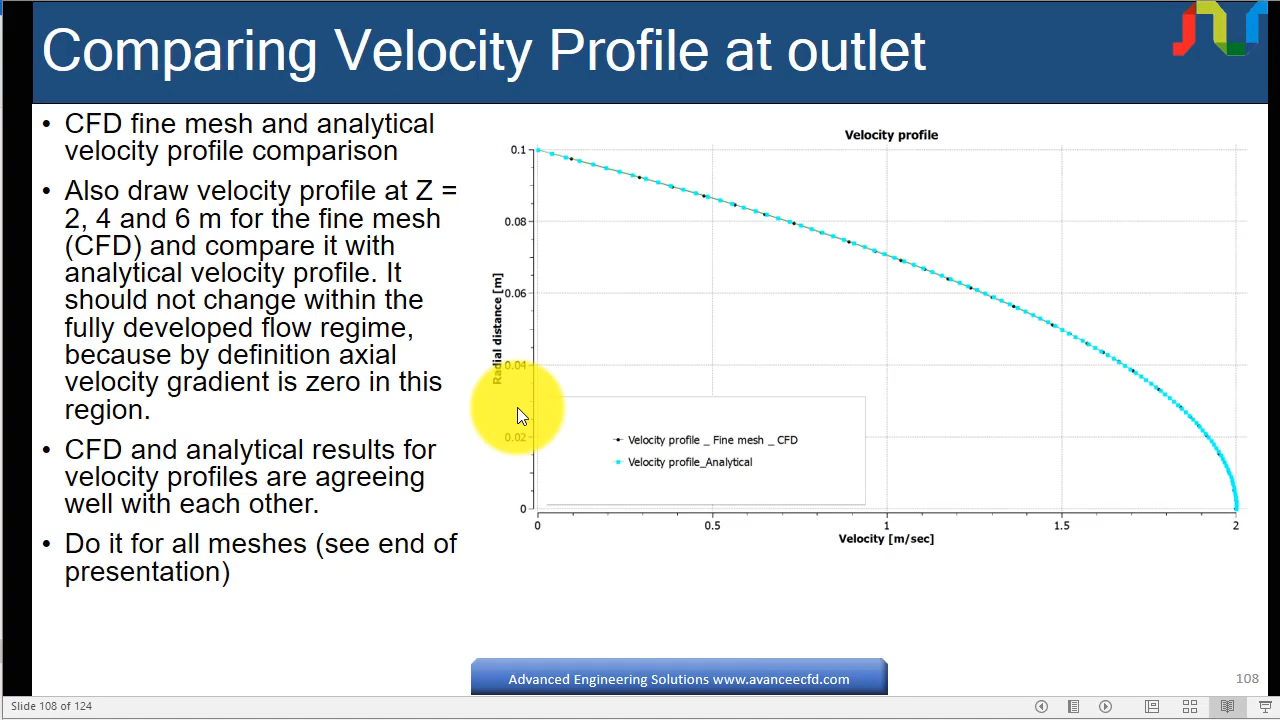 Comparing Velocity Profile at outlet
• CFD fine mesh and analytical
velocity profile comparison
• Also draw velocity profile at Z =
2, 4 and 6 m for the fine mesh
(CFD) and compare it with
analytical velocity profile. It
should not change within the
fully developed flow regime,
because by definition axial
velocity gradient is zero in this
region.
• CFD and analytical results for
velocity profiles are agreeing
well with each other.
• Do it for all meshes (see end of
presentation)
Velocity profile
Radial distance [m]
0.1
0.08
0.06
0.04
0.02
0
Velocity profile _ Fine mesh _ CFD
Velocity profile_Analytical
0
0.5
1
1.5
2
Velocity [m/sec]
Advanced Engineering Solutions www.avanceecfd.com
108
Slide 108 of 124